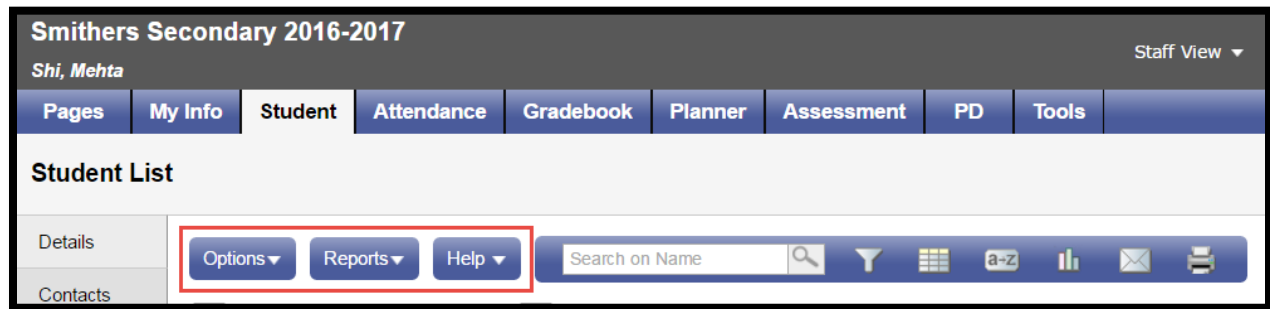 Smithers Secondary 2016-2017
Shi, Mehta
Staff View
Pages My Info Student Attendance Gradebook Planner Assessment PD Tools
Student List
Details
Options Reports Help Search on Name a-z
Contacts